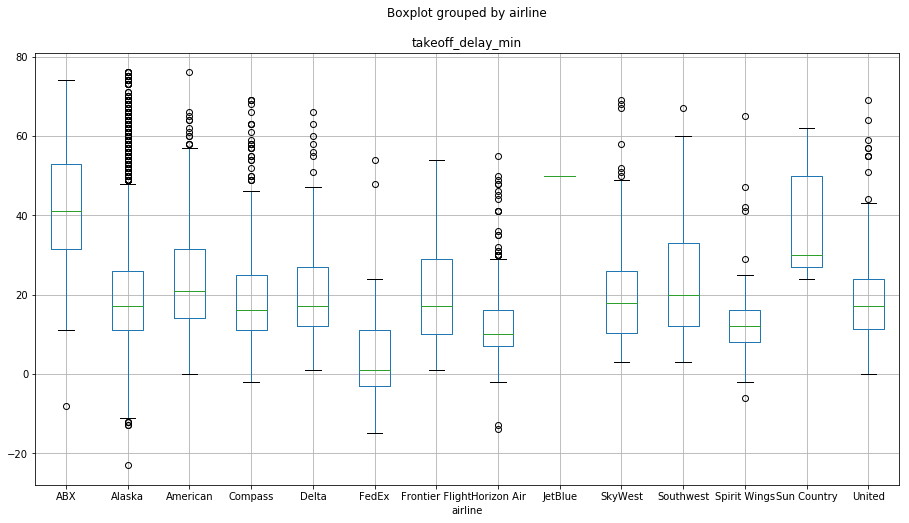 Boxplot grouped by airline
takeoff_delay_min
80
60
40
20
0
−20
ABX Alaska American Compass Delta FedEx Frontier Flight Horizon Air JetBlue SkyWest Southwest Spirit Wings Sun Country United
airline